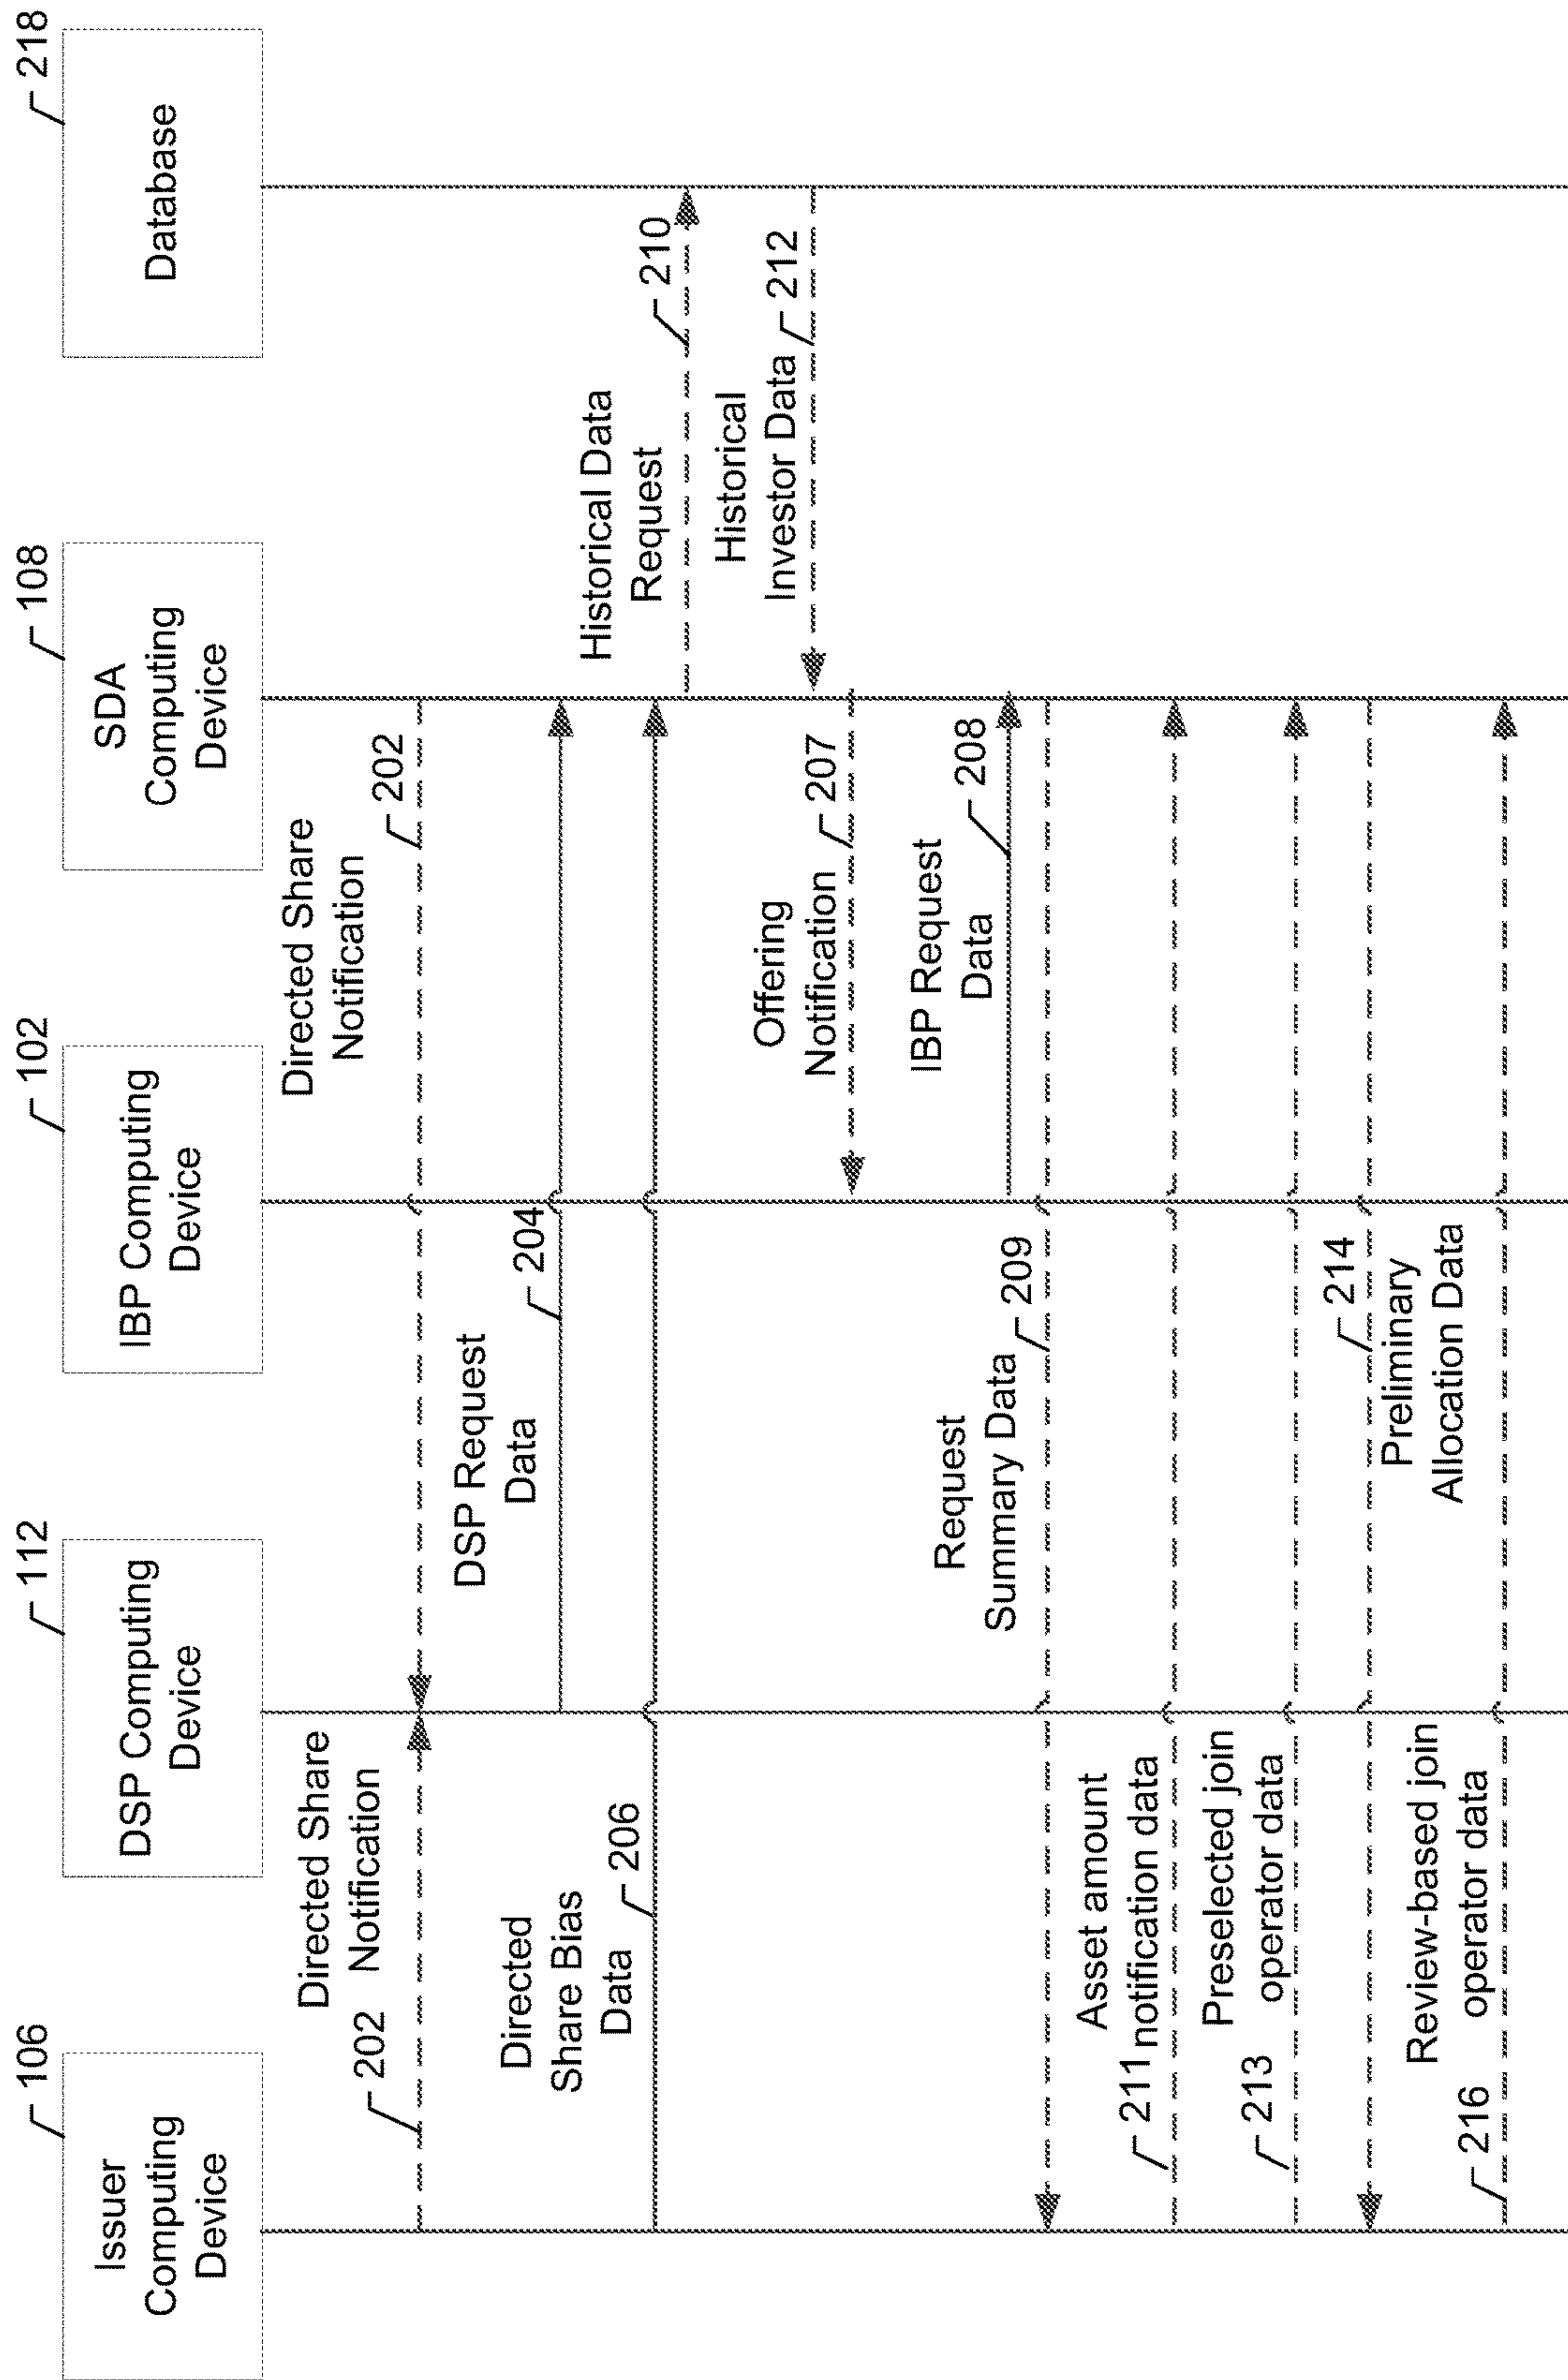 106
Issuer
Computing
Device
112
DSP Computing
Device
102
IBP Computing
Device
108
SDA
Computing
Device
218
Database
Directed Share
202 Notification
Directed Share
Notification
202
DSP Request
Data
204
Directed
Share Bias
Data
206
Historical Data
Request
210
Historical
Investor Data
212
Offering
Notification
207
IBP Request
Data
208
Request
Summary Data
209
Asset amount
211 notification data
Preselected join
213 operator data
214
Preliminary
Allocation Data
Review-based join
216 operator data